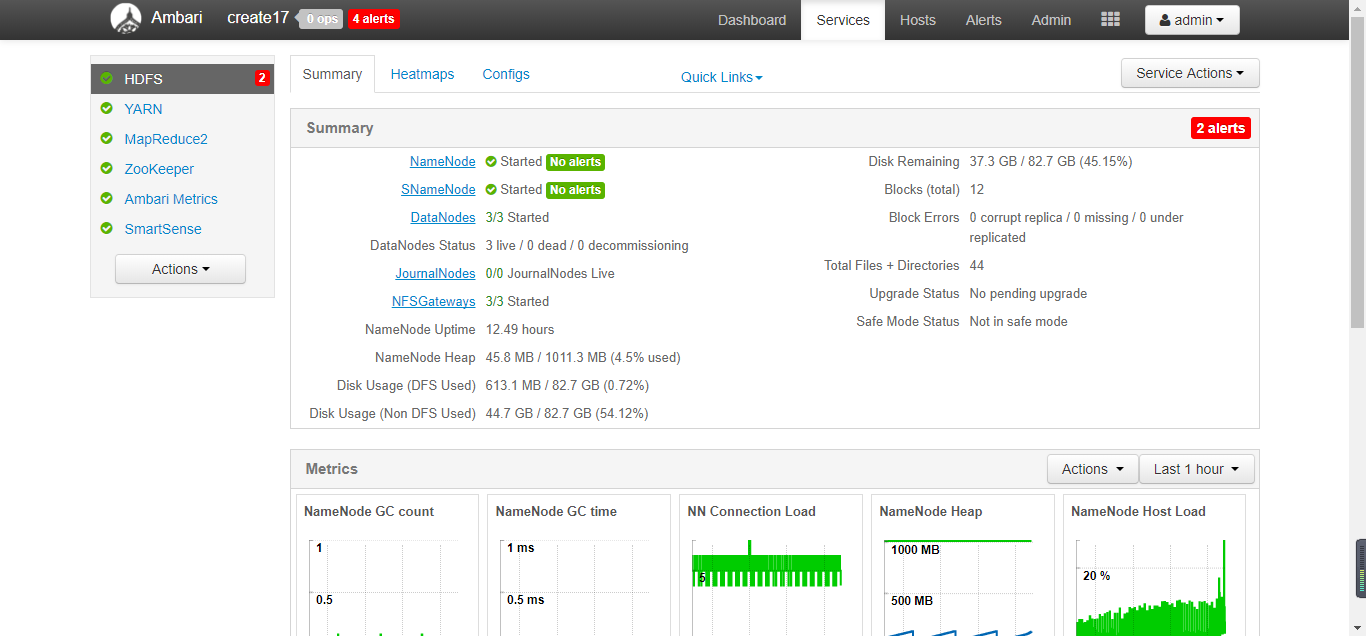 Ambari create17 0 ops 4 alerts Dashboard Services Hosts Alerts Admin admin
HDFS 2
YARN
MapReduce2
ZooKeeper
Ambari Metrics
SmartSense
Actions
Summary Heatmaps Configs Quick Links Service Actions
Summary 2 alerts
NameNode Started No alerts
SNameNode Started No alerts
DataNodes 3/3 Started
DataNodes Status 3 live / 0 dead / 0 decommissioning
JournalNodes 0/0 JournalNodes Live
NFSGateways 3/3 Started
NameNode Uptime 12.49 hours
NameNode Heap 45.8 MB / 1011.3 MB (4.5% used)
Disk Usage (DFS Used) 613.1 MB / 82.7 GB (0.72%)
Disk Usage (Non DFS Used) 44.7 GB / 82.7 GB (54.12%)
Disk Remaining 37.3 GB / 82.7 GB (45.15%)
Blocks (total) 12
Block Errors 0 corrupt replica / 0 missing / 0 under
replicated
Total Files + Directories 44
Upgrade Status No pending upgrade
Safe Mode Status Not in safe mode
Metrics Actions Last 1 hour
NameNode GC count
1
0.5
NameNode GC time
1 ms
0.5 ms
NN Connection Load
5
NameNode Heap
1000 MB
500 MB
NameNode Host Load
20 %